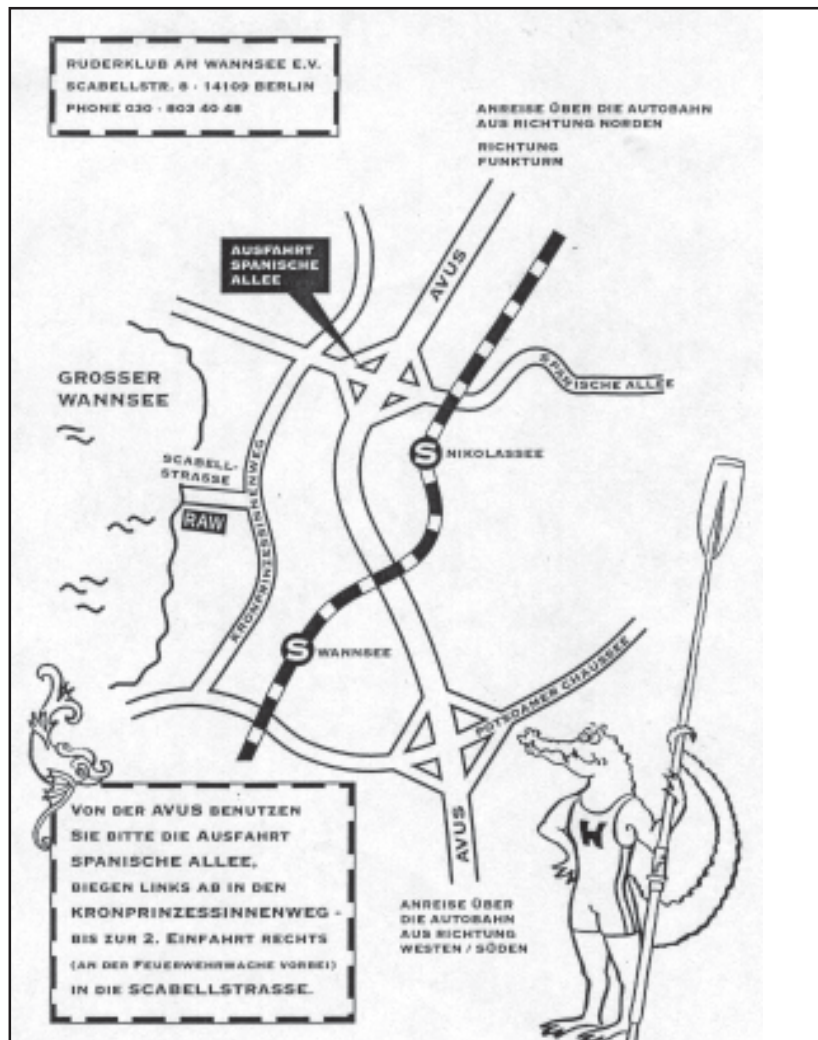 RUDERKLUB AM WANNSEE E.V.
SCABELLSTR. 8 · 14109 BERLIN
PHONE 030 · 803 40 48
ANREISE ÜBER DIE AUTOBAHN
AUS RICHTUNG NORDEN
RICHTUNG
FUNKTURM
AUSFAHRT
SPANISCHE
ALLEE
AVUS
GROSSER
WANNSEE
SPANISCHE ALLEE
S NIKOLASSEE
SCABELL-
STRASSE
RAW
KRONPRINZESSINNENWEG
S WANNSEE
POTSDAMER CHAUSSEE
W
VON DER AVUS BENUTZEN
SIE BITTE DIE AUSFAHRT
SPANISCHE ALLEE,
BIEGEN LINKS AB IN DEN
KRONPRINZESSINNENWEG -
BIS ZUR 2. EINFAHRT RECHTS
(AN DER FEUERWEHRWACHE VORBEI)
IN DIE SCABELLSTRASSE.
AVUS
ANREISE ÜBER
DIE AUTOBAHN
AUS RICHTUNG
WESTEN / SÜDEN